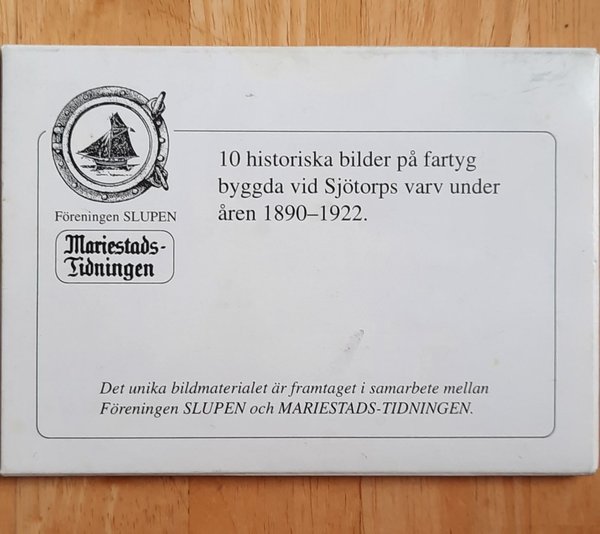 Föreningen SLUPEN
Mariestads-
Tidningen
10 historiska bilder på fartyg
byggda vid Sjötorps varv under
åren 1890–1922.
Det unika bildmaterialet är framtaget i samarbete mellan
Föreningen SLUPEN och MARIESTADS-TIDNINGEN.